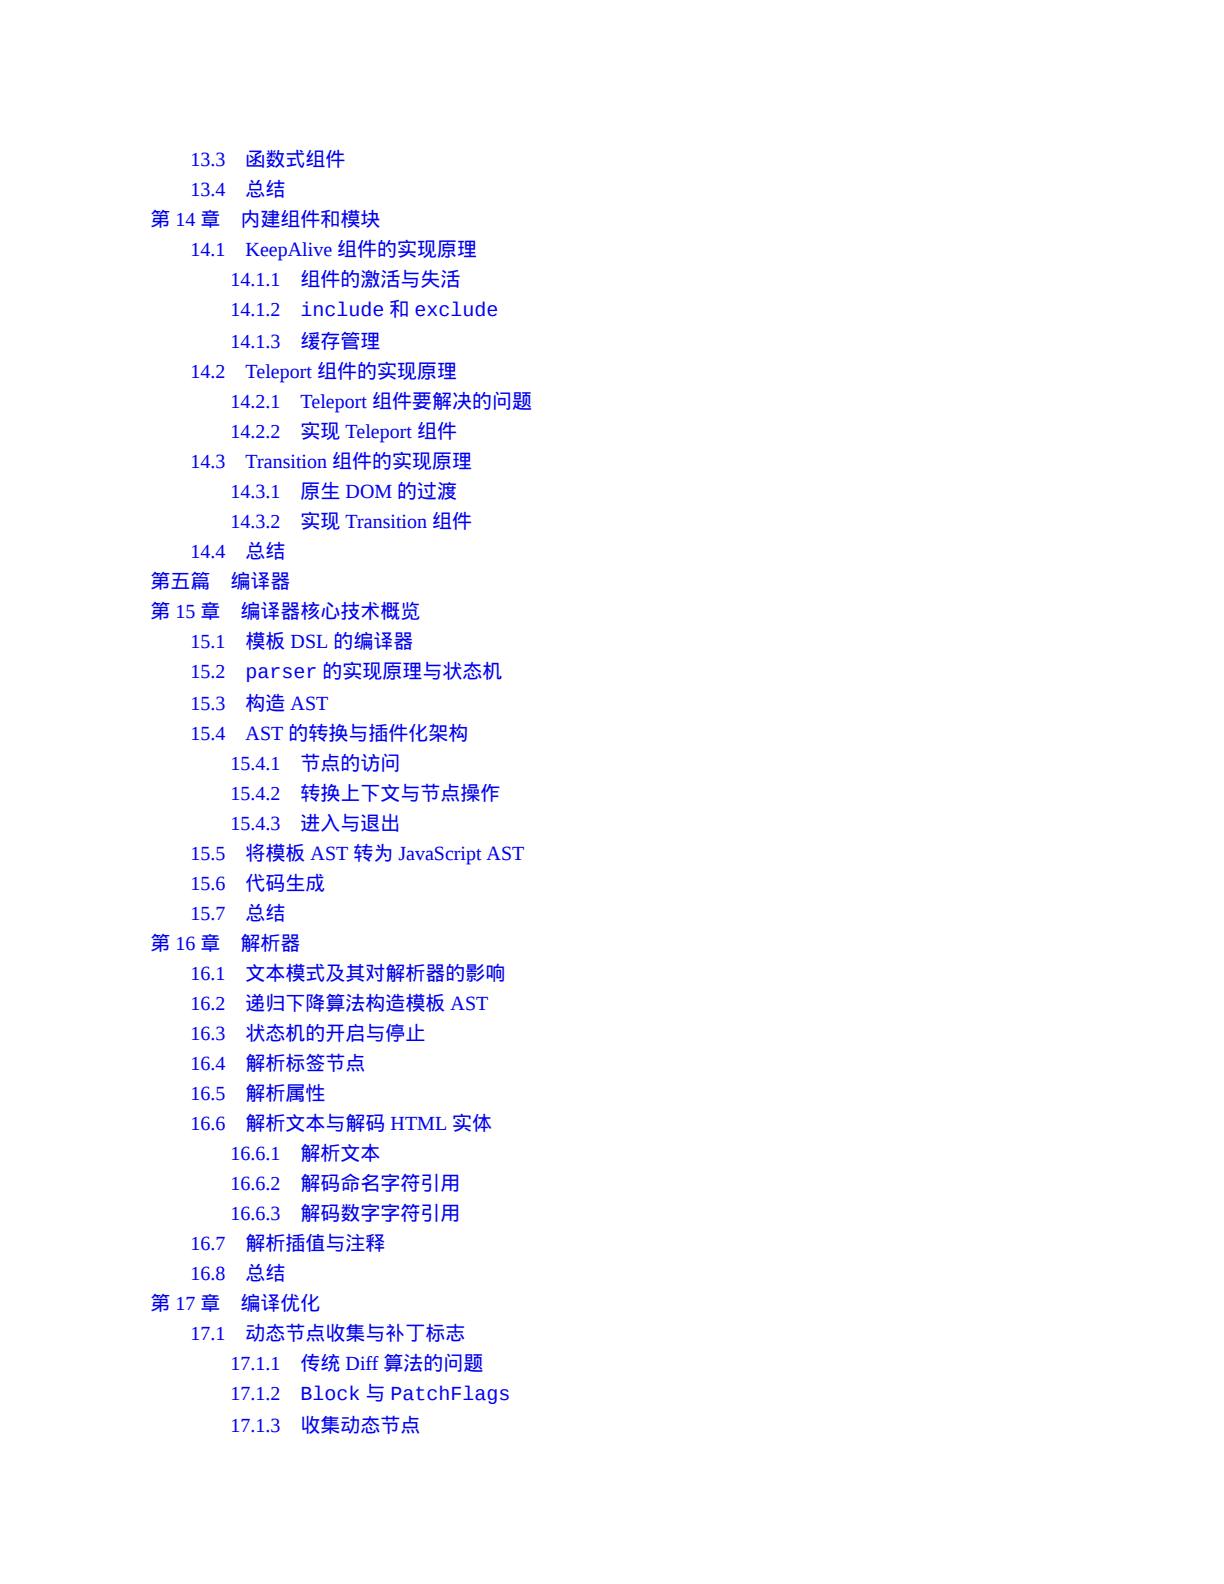 13.3 函数式组件
13.4 总结
第 14 章 内建组件和模块
14.1 KeepAlive 组件的实现原理
14.1.1 组件的激活与失活
14.1.2 include 和 exclude
14.1.3 缓存管理
14.2 Teleport 组件的实现原理
14.2.1 Teleport 组件要解决的问题
14.2.2 实现 Teleport 组件
14.3 Transition 组件的实现原理
14.3.1 原生 DOM 的过渡
14.3.2 实现 Transition 组件
14.4 总结
第五篇 编译器
第 15 章 编译器核心技术概览
15.1 模板 DSL 的编译器
15.2 parser 的实现原理与状态机
15.3 构造 AST
15.4 AST 的转换与插件化架构
15.4.1 节点的访问
15.4.2 转换上下文与节点操作
15.4.3 进入与退出
15.5 将模板 AST 转为 JavaScript AST
15.6 代码生成
15.7 总结
第 16 章 解析器
16.1 文本模式及其对解析器的影响
16.2 递归下降算法构造模板 AST
16.3 状态机的开启与停止
16.4 解析标签节点
16.5 解析属性
16.6 解析文本与解码 HTML 实体
16.6.1 解析文本
16.6.2 解码命名字符引用
16.6.3 解码数字字符引用
16.7 解析插值与注释
16.8 总结
第 17 章 编译优化
17.1 动态节点收集与补丁标志
17.1.1 传统 Diff 算法的问题
17.1.2 Block 与 PatchFlags
17.1.3 收集动态节点